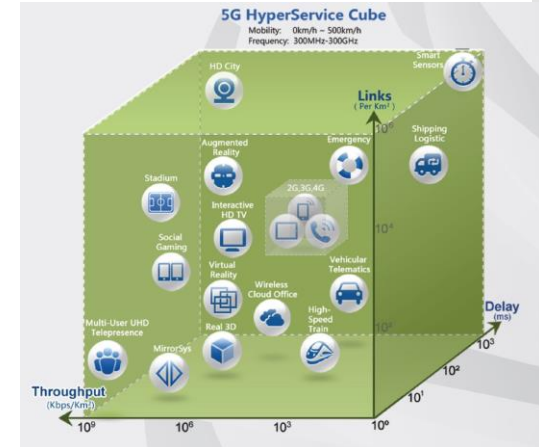 5G HyperService Cube
Mobility: 0km/h ~ 500km/h
Frequency: 300MHz-300GHz
HD City
Smart
Sensors
Links
( Per Km² )
10⁶
Augmented
Reality
Emergency
Shipping
Logistic
Stadium
2G,3G,4G
Interactive
HD TV
10⁴
Social
Gaming
Virtual
Reality
Wireless
Cloud Office
Vehicular
Telematics
High-
Speed
Train
10²
Delay
(ms)
Multi-User UHD
Telepresence
MirrorSys
Real 3D
10³
10²
10¹
Throughput
(Kbps/Km²)
10⁹
10⁶
10³
10⁰